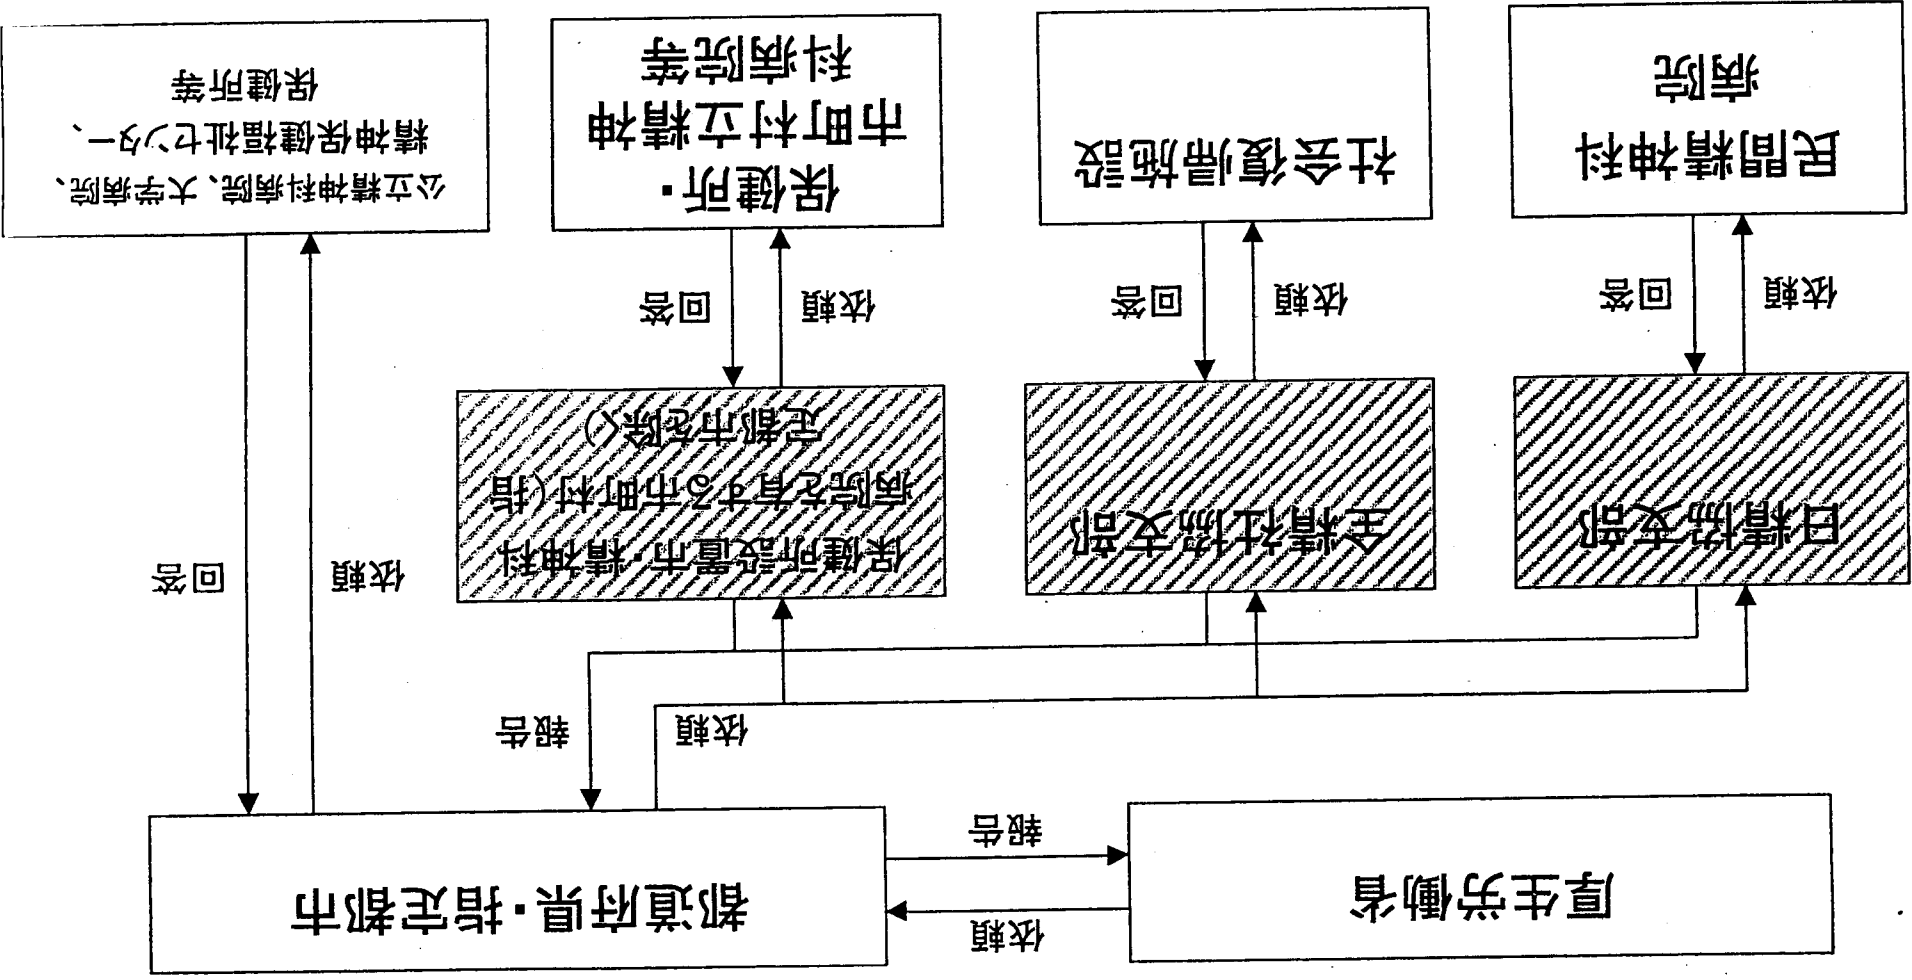 厚生労働省
依頼
報告
都道府県・指定都市
依頼
報告
日精協支部
全精社協支部
保健所設置市・精神科
病院を有する市町村(指
定都市を除く)
依頼
回答
依頼
回答
依頼
回答
依頼
回答
民間精神科
病院
社会復帰施設
保健所・
市町村立精神
科病院等
公立精神科病院、大学病院、
精神保健福祉センター、
保健所等